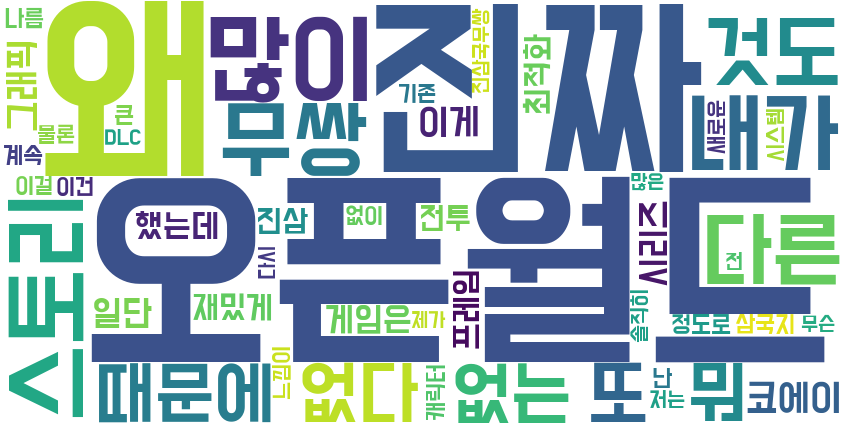 나름
왜
많이
진짜
진삼국무쌍
최적화
것도
그래픽
기존
이게
무쌍
내가
새로운
시스템
물론
큰
DLC
계속
이걸
이건
많은
스토리
했는데
진삼
없이
전투
오픈월드
시리즈
다른
전
다시
일단
재밌게
게임은
제가
프레임
솔직히
정도로
삼국지
무슨
때문에
느낌이
없다
캐릭터
없는
또
난
저는
뭐
코에이